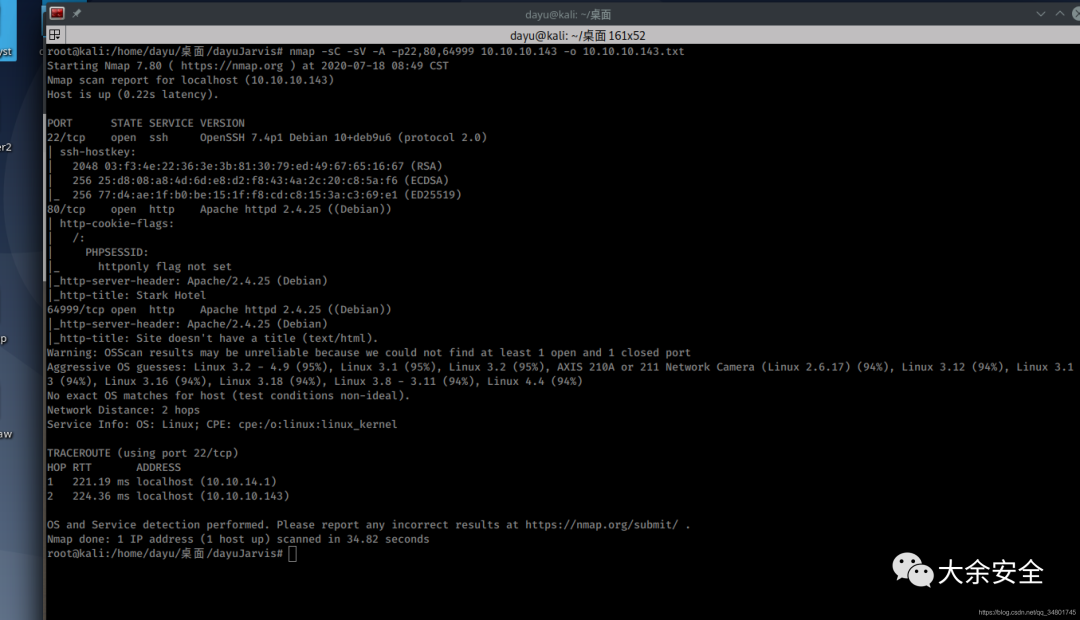 dayu@kali: ~/桌面
dayu@kali: ~/桌面 161x52
root@kali:/home/dayu/桌面/dayuJarvis# nmap -sC -sV -A -p22,80,64999 10.10.10.143 -o 10.10.10.143.txt
Starting Nmap 7.80 ( https://nmap.org ) at 2020-07-18 08:49 CST
Nmap scan report for localhost (10.10.10.143)
Host is up (0.22s latency).
PORT      STATE SERVICE VERSION
22/tcp    open  ssh     OpenSSH 7.4p1 Debian 10+deb9u6 (protocol 2.0)
| ssh-hostkey:
|   2048 03:f3:4e:22:36:3e:3b:81:30:79:ed:49:67:65:16:67 (RSA)
|   256 25:d8:08:a8:4d:6d:e8:d2:f8:43:4a:2c:20:c8:5a:f6 (ECDSA)
|_  256 77:d4:ae:1f:b0:be:15:1f:f8:cd:c8:15:3a:c3:69:e1 (ED25519)
80/tcp    open  http    Apache httpd 2.4.25 ((Debian))
| http-cookie-flags:
|   /:
|     PHPSESSID:
|_      httponly flag not set
|_http-server-header: Apache/2.4.25 (Debian)
|_http-title: Stark Hotel
64999/tcp open  http    Apache httpd 2.4.25 ((Debian))
|_http-server-header: Apache/2.4.25 (Debian)
|_http-title: Site doesn't have a title (text/html).
Warning: OSScan results may be unreliable because we could not find at least 1 open and 1 closed port
Aggressive OS guesses: Linux 3.2 - 4.9 (95%), Linux 3.1 (95%), Linux 3.2 (95%), AXIS 210A or 211 Network Camera (Linux 2.6.17) (94%), Linux 3.12 (94%), Linux 3.1
3 (94%), Linux 3.16 (94%), Linux 3.18 (94%), Linux 3.8 - 3.11 (94%), Linux 4.4 (94%)
No exact OS matches for host (test conditions non-ideal).
Network Distance: 2 hops
Service Info: OS: Linux; CPE: cpe:/o:linux:linux_kernel
TRACEROUTE (using port 22/tcp)
HOP RTT       ADDRESS
1   221.19 ms localhost (10.10.14.1)
2   224.36 ms localhost (10.10.10.143)
OS and Service detection performed. Please report any incorrect results at https://nmap.org/submit/ .
Nmap done: 1 IP address (1 host up) scanned in 34.82 seconds
root@kali:/home/dayu/桌面/dayuJarvis#
大余安全
https://blog.csdn.net/qq_34801745